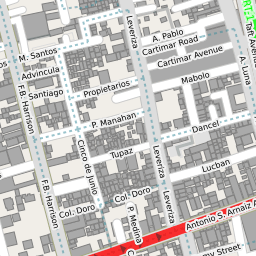 Leveriza
A. Pablo
Cartimar Road
Cartimar Avenue
M. Santos
Advincula
Santiago
Propietarios
Mabolo
A. Luna
F.B. Harrison
P. Manahan
Dancel
Cinco de Junio
Tupaz
Leveriza
Lucban
F.B. Harrison
Col. Doro
Col. Doro
P. Medina
Leveriza
Antonio S. Arnaiz A
Street